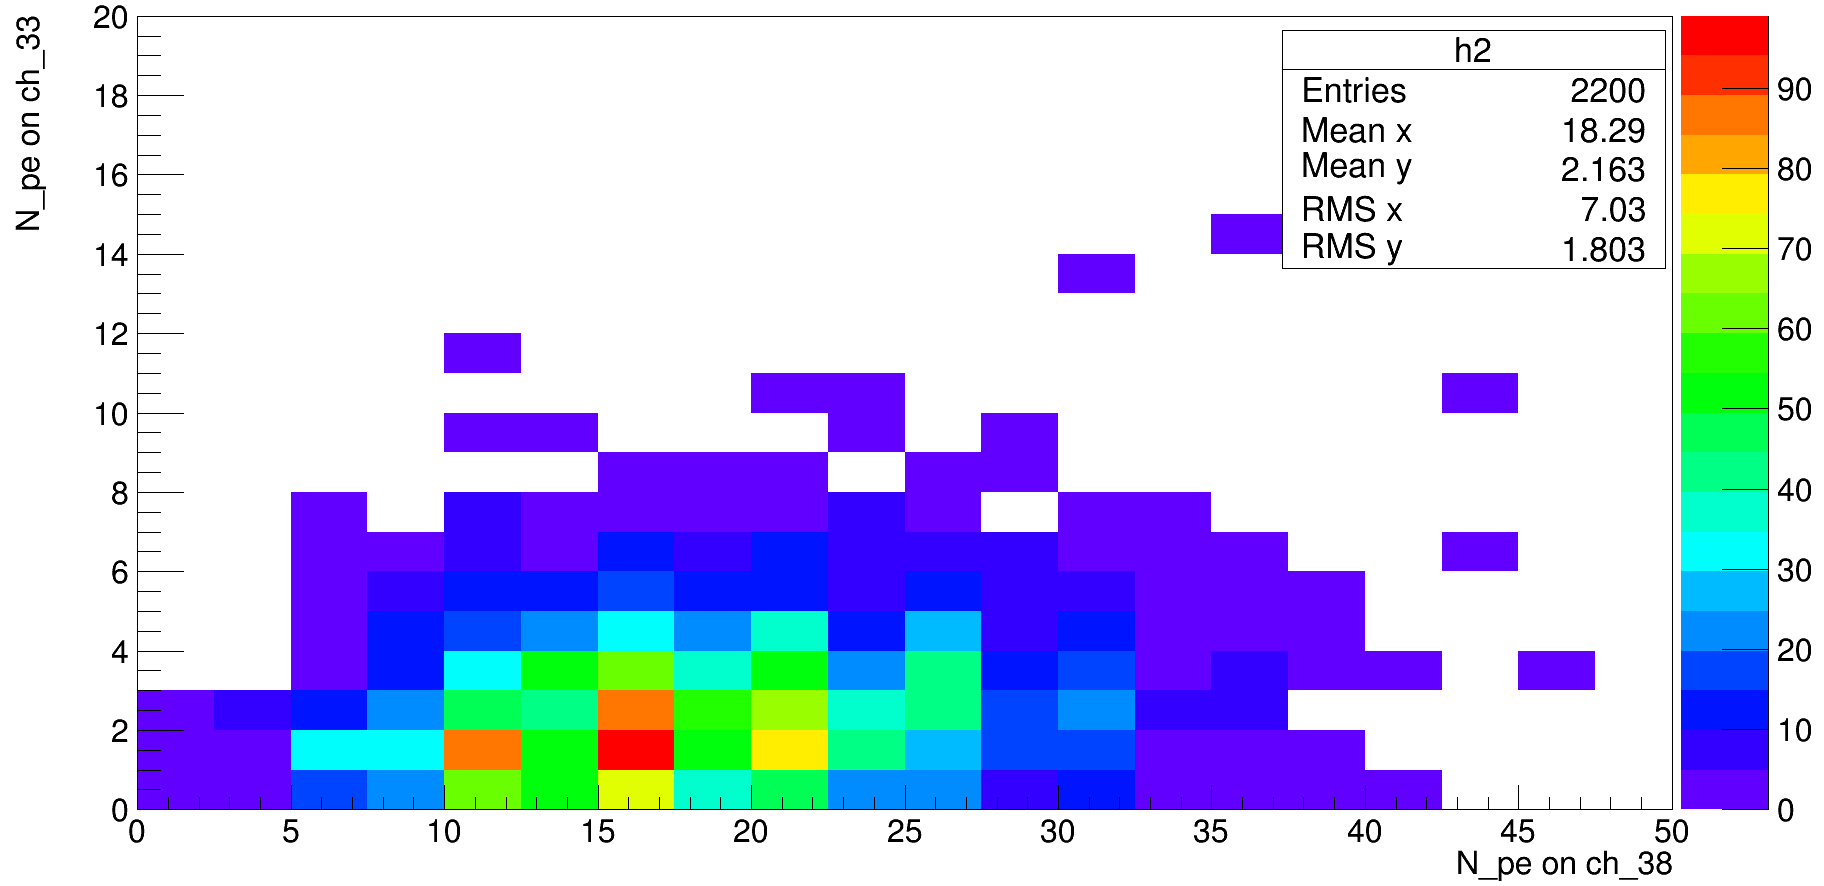 N_pe on ch_33
20
18
16
14
12
10
8
6
4
2
0
h2
Entries 2200
Mean x 18.29
Mean y 2.163
RMS x 7.03
RMS y 1.803
90
80
70
60
50
40
30
20
10
0
0 5 10 15 20 25 30 35 40 45 50
N_pe on ch_38